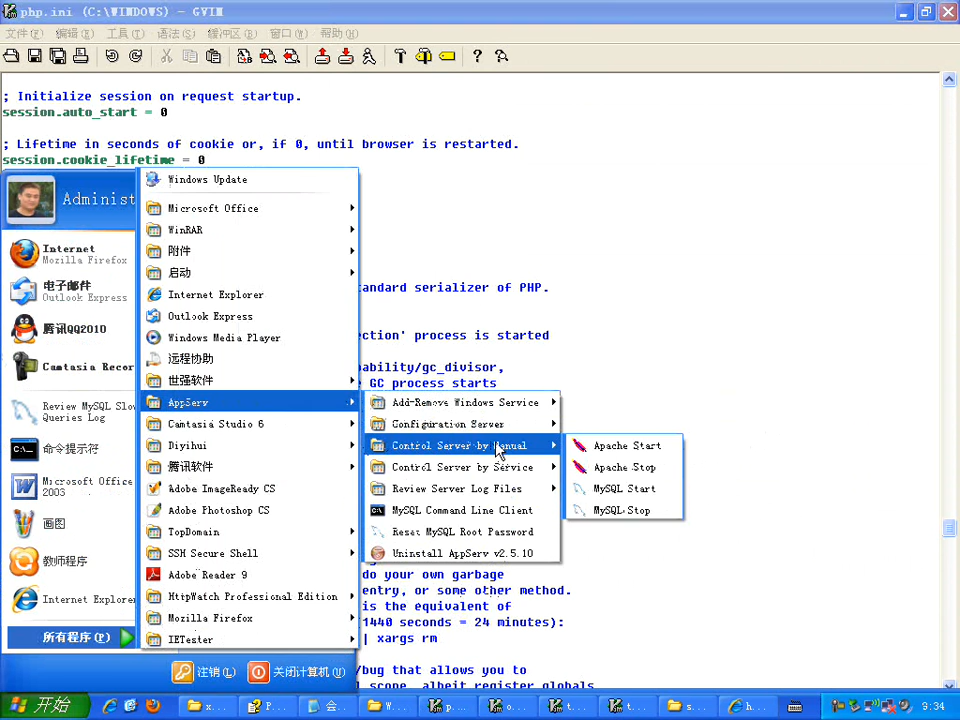 php.ini (C:\WINDOWS) - GVIM
文件(F) 编辑(E) 工具(T) 语法(S) 缓冲区(B) 窗口(W) 帮助(H)
; Initialize session on request startup.
session.auto_start = 0
; Lifetime in seconds of cookie or, if 0, until browser is restarted.
session.cookie_lifetime = 0
tandard serializer of PHP.
ection' process is started
bability/gc_divisor,
GC process starts
do your own garbage
entry, or some other method.
is the equivalent of
(1440 seconds = 24 minutes):
| xargs rm
/bug that allows you to
l scope, albeit register_globals
Administ
Internet
Mozilla Firefox
电子邮件
Outlook Express
腾讯QQ2010
Camtasia Recor
Review MySQL Slo
Queries Log
命令提示符
Microsoft Office
2003
画图
教师程序
Internet Explorer
所有程序(P)
注销(L) 关闭计算机(U)
Windows Update
Microsoft Office
WinRAR
附件
启动
Internet Explorer
Outlook Express
Windows Media Player
远程协助
世强软件
AppServ
Camtasia Studio 6
Diyihui
腾讯软件
Adobe ImageReady CS
Adobe Photoshop CS
TopDomain
SSH Secure Shell
Adobe Reader 9
HttpWatch Professional Edition
Mozilla Firefox
IETester
Add-Remove Windows Service
Configuration Server
Control Server by Manual
Control Server by Service
Review Server Log Files
MySQL Command Line Client
Reset MySQL Root Password
Uninstall AppServ v2.5.10
Apache Start
Apache Stop
MySQL Start
MySQL Stop
开始 x... P... 会... W... p... o... t... t... s... h... 9:34